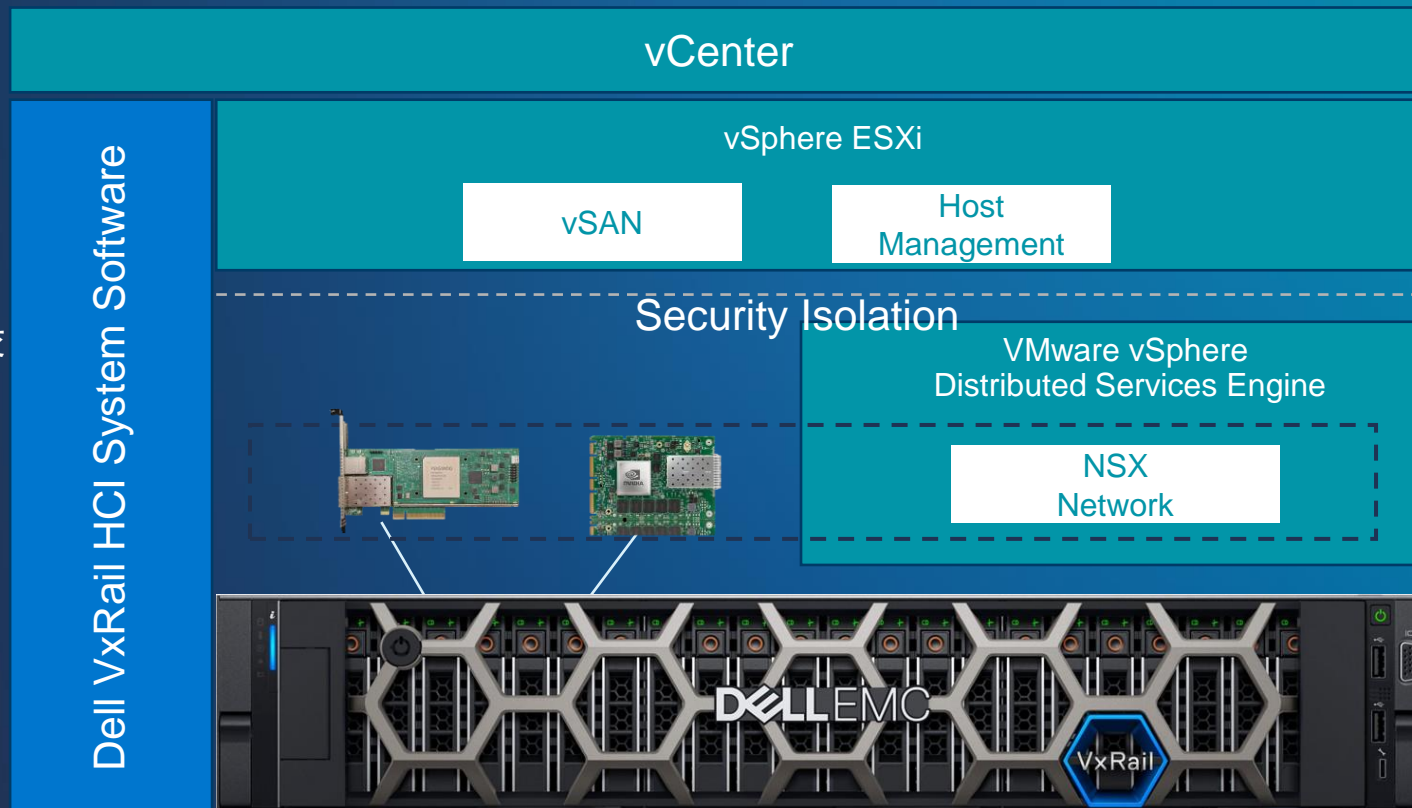 vCenter
Dell VxRail HCI System Software
vSphere ESXi
vSAN
Host
Management
Security Isolation
VMware vSphere
Distributed Services Engine
NSX
Network
NVIDIA
DELLEMC
VxRail